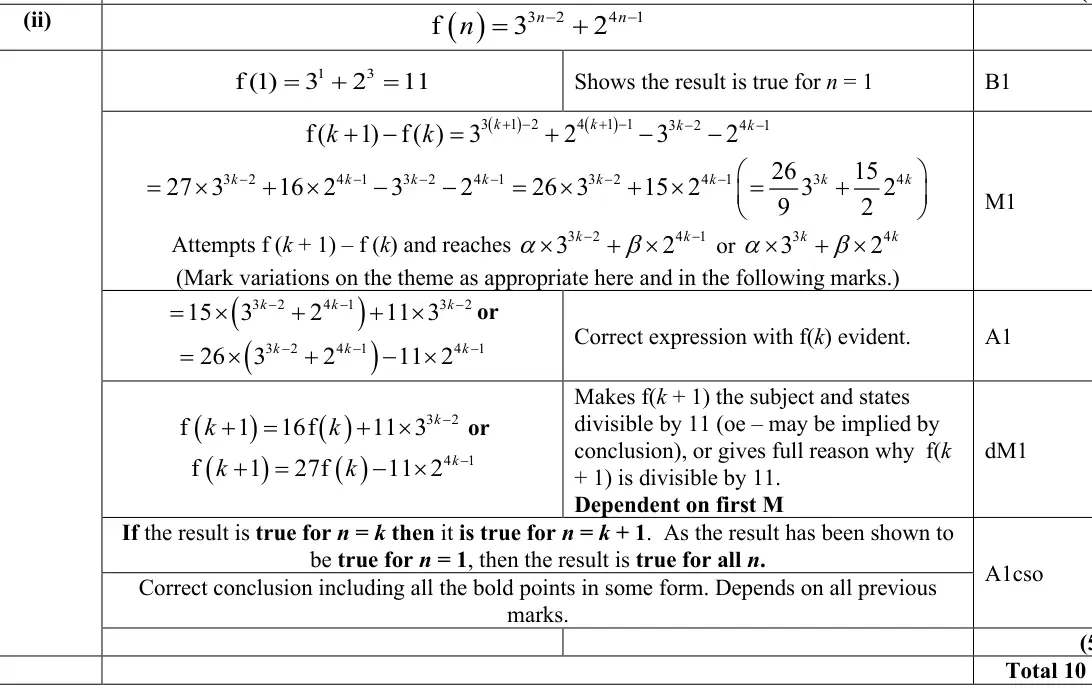 (ii)
f(n) = 3^{3n−2} + 2^{4n−1}
f(1) = 3^1 + 2^3 = 11
Shows the result is true for n = 1
B1
f(k + 1) − f(k) = 3^{3(k+1)−2} + 2^{4(k+1)−1} − 3^{3k−2} − 2^{4k−1}
= 27 × 3^{3k−2} + 16 × 2^{4k−1} − 3^{3k−2} − 2^{4k−1} = 26 × 3^{3k−2} + 15 × 2^{4k−1} (= 26/9 3^{3k} + 15/2 2^{4k})
Attempts f (k + 1) – f (k) and reaches α × 3^{3k−2} + β × 2^{4k−1} or α × 3^{3k} + β × 2^{4k}
(Mark variations on the theme as appropriate here and in the following marks.)
M1
= 15 × (3^{3k−2} + 2^{4k−1}) + 11 × 3^{3k−2} or
= 26 × (3^{3k−2} + 2^{4k−1}) − 11 × 2^{4k−1}
Correct expression with f(k) evident.
A1
f(k + 1) = 16f(k) + 11 × 3^{3k−2} or
f(k + 1) = 27f(k) − 11 × 2^{4k−1}
Makes f(k + 1) the subject and states
divisible by 11 (oe – may be implied by
conclusion), or gives full reason why f(k
+ 1) is divisible by 11.
Dependent on first M
dM1
If the result is true for n = k then it is true for n = k + 1. As the result has been shown to
be true for n = 1, then the result is true for all n.
Correct conclusion including all the bold points in some form. Depends on all previous
marks.
A1cso
(5
Total 10